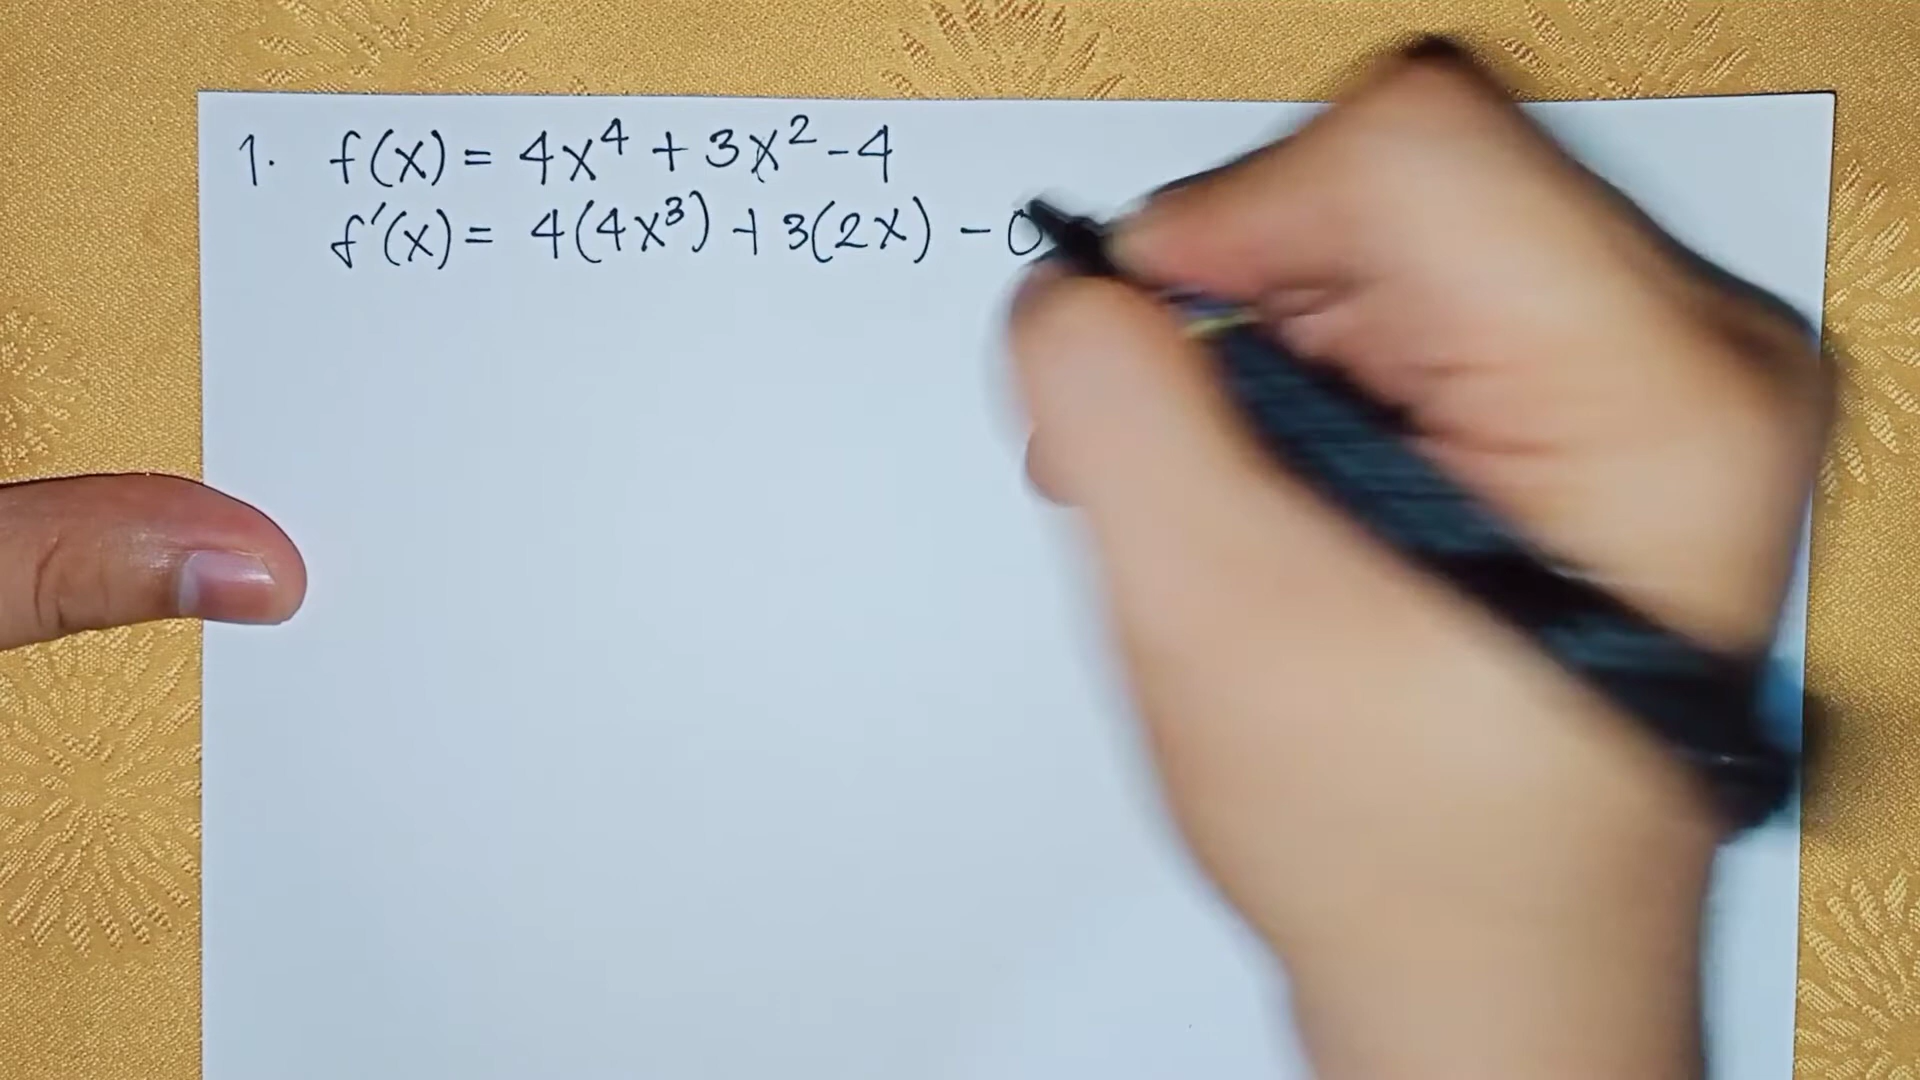 1. f(x) = 4x⁴ + 3x² - 4
f'(x) = 4(4x³) + 3(2x) - 0